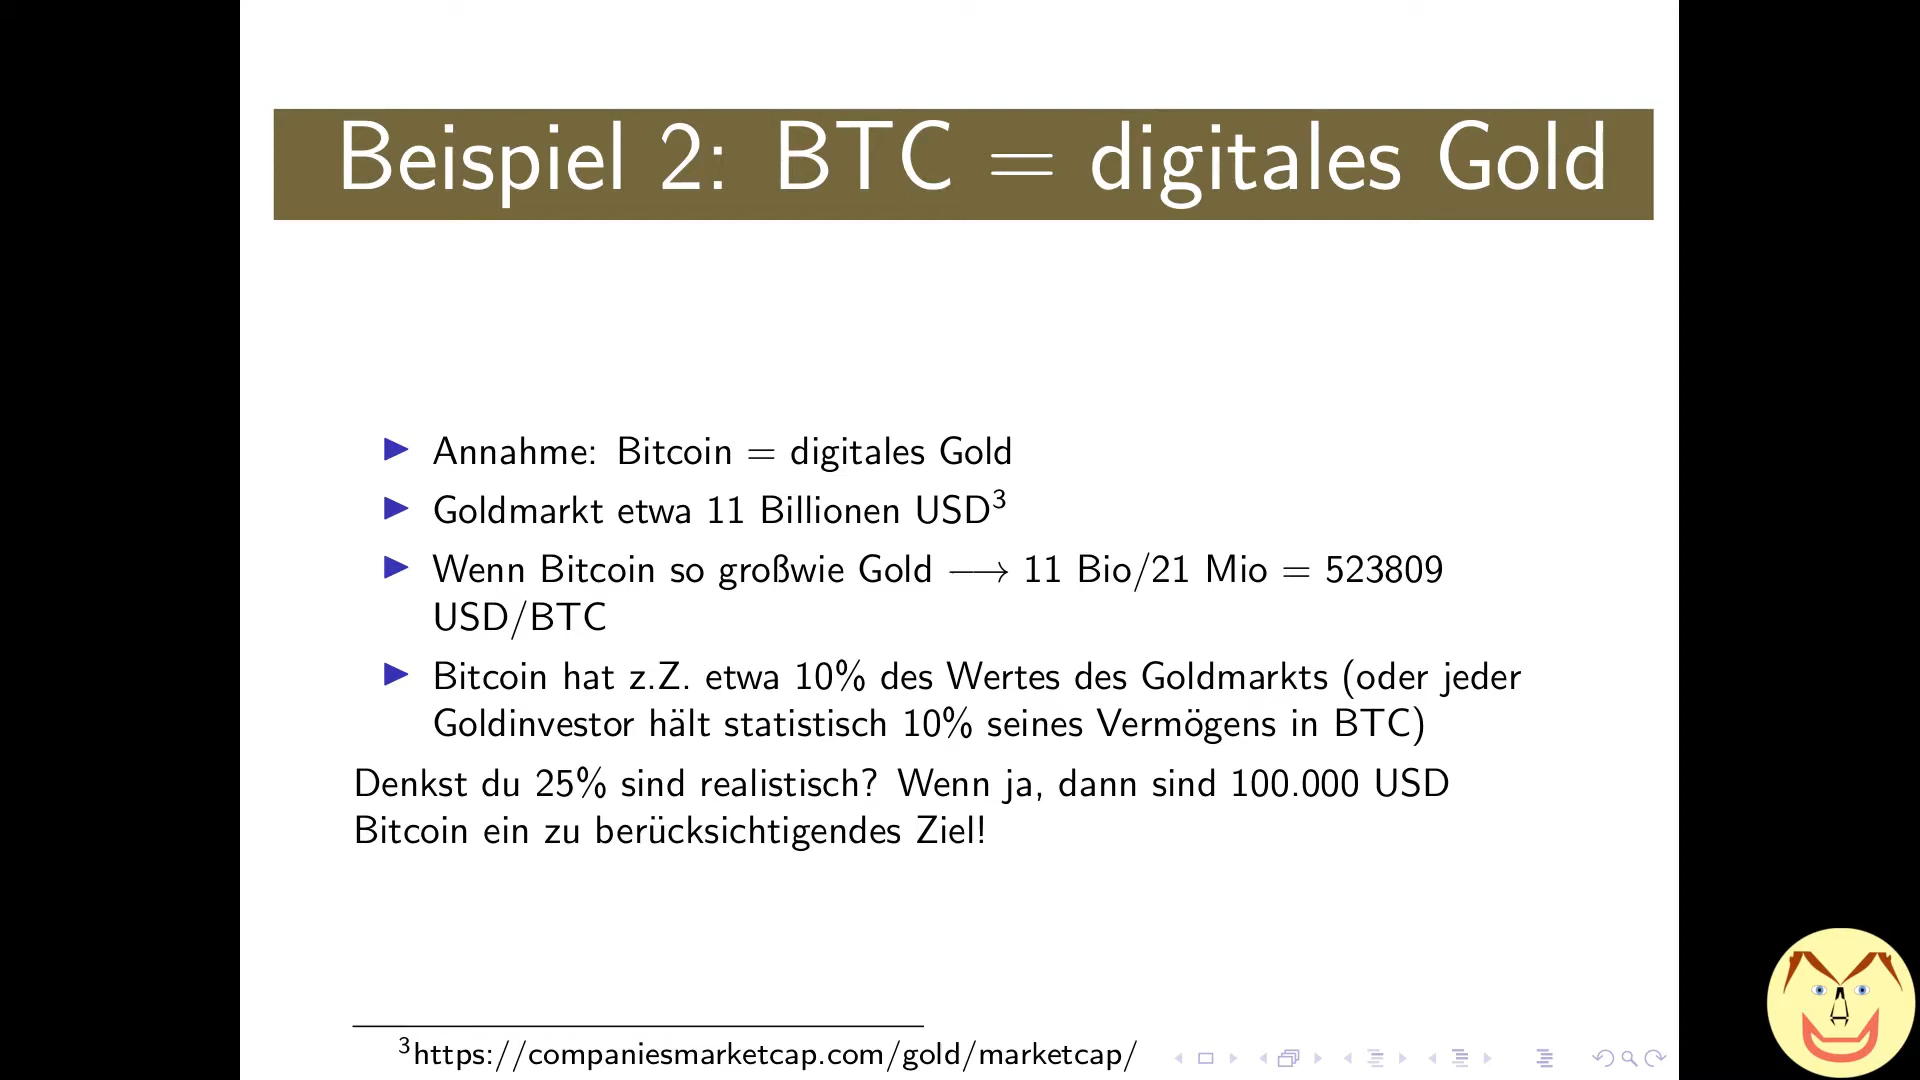 Beispiel 2: BTC = digitales Gold
▶ Annahme: Bitcoin = digitales Gold
▶ Goldmarkt etwa 11 Billionen USD³
▶ Wenn Bitcoin so großwie Gold ⟶ 11 Bio/21 Mio = 523809
USD/BTC
▶ Bitcoin hat z.Z. etwa 10% des Wertes des Goldmarkts (oder jeder
Goldinvestor hält statistisch 10% seines Vermögens in BTC)
Denkst du 25% sind realistisch? Wenn ja, dann sind 100.000 USD
Bitcoin ein zu berücksichtigendes Ziel!
³https://companiesmarketcap.com/gold/marketcap/